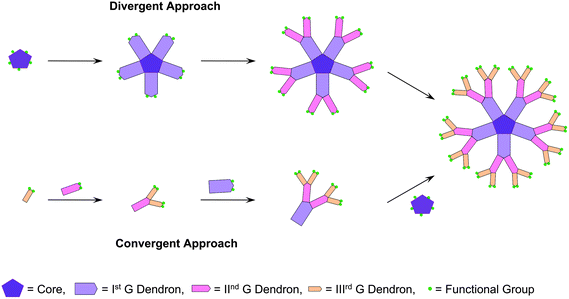 Divergent Approach
Convergent Approach
= Core, = Iˢᵗ G Dendron, = IIⁿᵈ G Dendron, = IIIʳᵈ G Dendron, = Functional Group